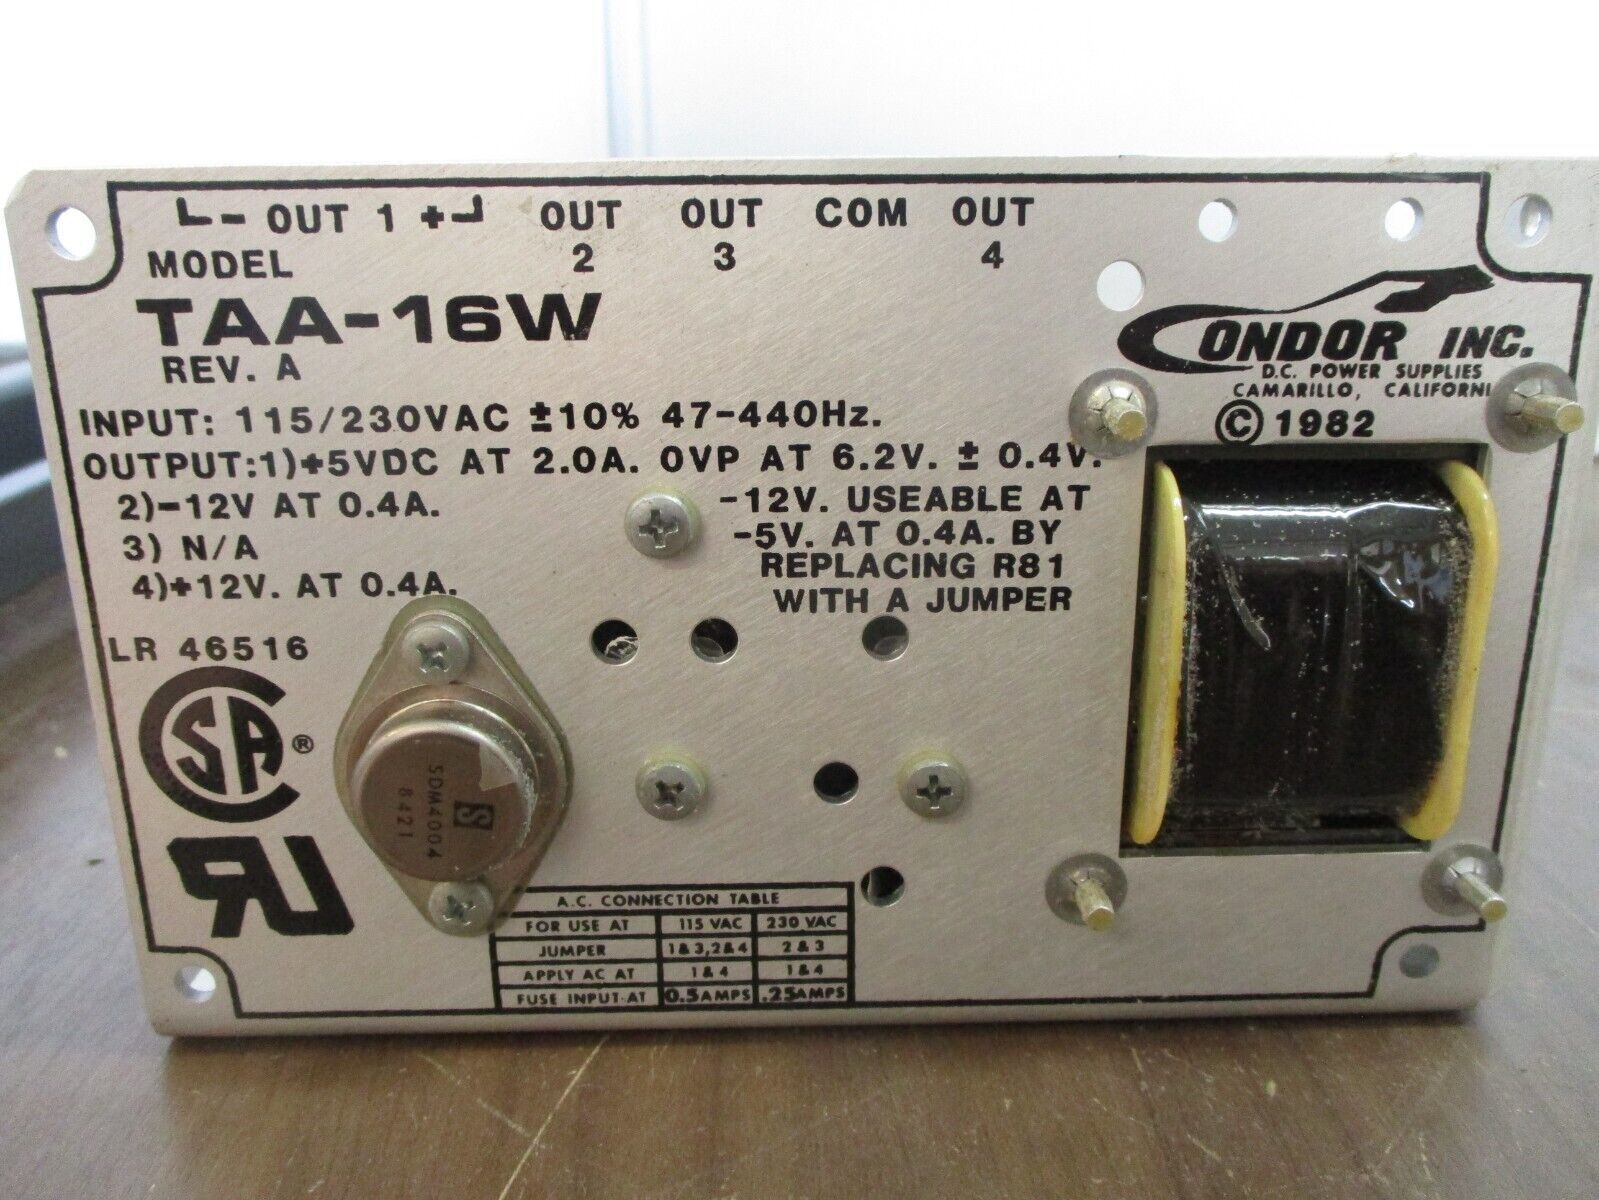 - OUT 1 +
OUT 2
OUT 3
COM
OUT 4
MODEL
TAA-16W
REV. A
CONDOR INC.
D.C. POWER SUPPLIES
CAMARILLO, CALIFORNI
© 1982
INPUT: 115/230VAC ±10% 47-440Hz.
OUTPUT:1)+5VDC AT 2.0A. OVP AT 6.2V. ± 0.4V.
2)-12V AT 0.4A.
3) N/A
4)+12V. AT 0.4A.
-12V. USEABLE AT
-5V. AT 0.4A. BY
REPLACING R81
WITH A JUMPER
LR 46516
CSA ®
SDM44004
8421
RU
A.C. CONNECTION TABLE
FOR USE AT 115 VAC 230 VAC
JUMPER 1&3,2&4 2&3
APPLY AC AT 1&4 1&4
FUSE INPUT AT 0.5AMPS .25AMPS